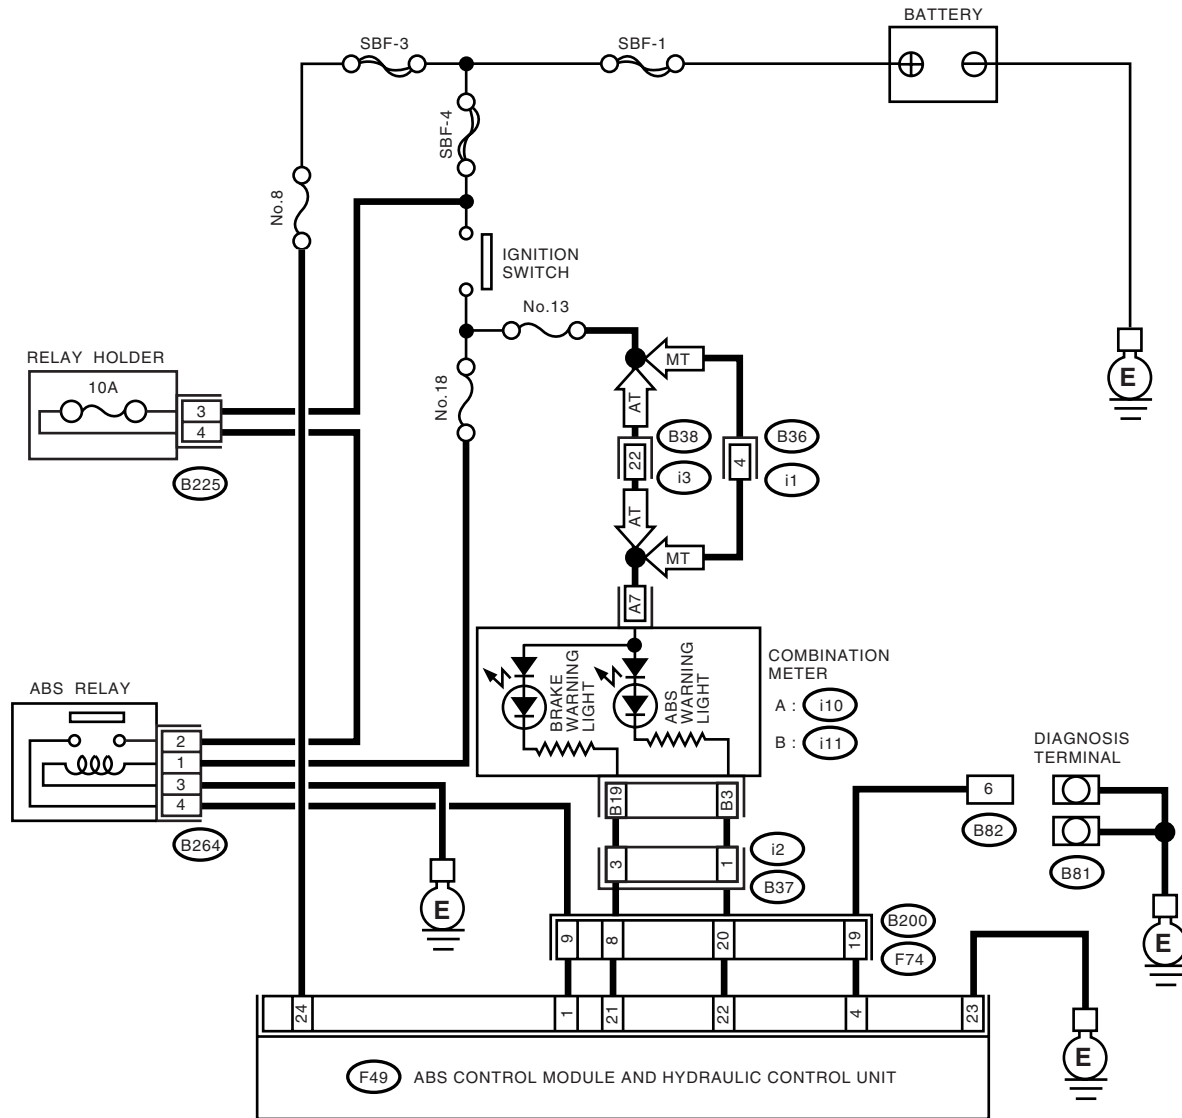 BATTERY
SBF-3
SBF-1
SBF-4
No.8
IGNITION
SWITCH
No.13
E
RELAY HOLDER
10A
3
4
B225
No.18
MT
AT
22
B38
i3
4
B36
i1
AT
MT
A7
BRAKE
WARNING
LIGHT
ABS
WARNING
LIGHT
COMBINATION
METER
A : i10
B : i11
ABS RELAY
2
1
3
4
B264
E
B19
B3
3
1
i2
B37
DIAGNOSIS
TERMINAL
6
B82
B81
E
9
8
20
19
B200
F74
24
1
21
22
4
23
E
F49 ABS CONTROL MODULE AND HYDRAULIC CONTROL UNIT